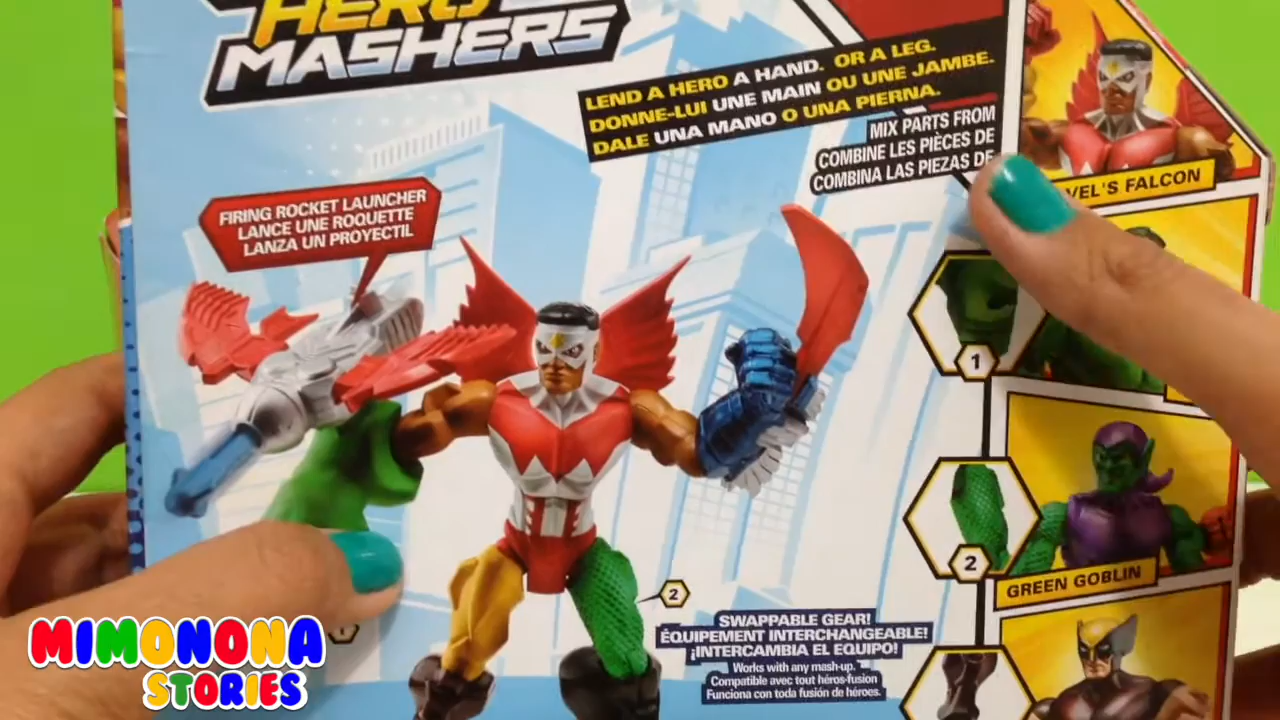 HERO
MASHERS
LEND A HERO A HAND. OR A LEG.
DONNE-LUI UNE MAIN OU UNE JAMBE.
DALE UNA MANO O UNA PIERNA.
MIX PARTS FROM
COMBINE LES PIÈCES DE
COMBINA LAS PIEZAS DE
VEL'S FALCON
FIRING ROCKET LAUNCHER
LANCE UNE ROQUETTE
LANZA UN PROYECTIL
1
2
GREEN GOBLIN
2
SWAPPABLE GEAR!
ÉQUIPEMENT INTERCHANGEABLE!
¡INTERCAMBIA EL EQUIPO!
Works with any mash-up.
Compatible avec tout héros-fusion
Funciona con toda fusión de héroes.
MIMONONA
STORIES